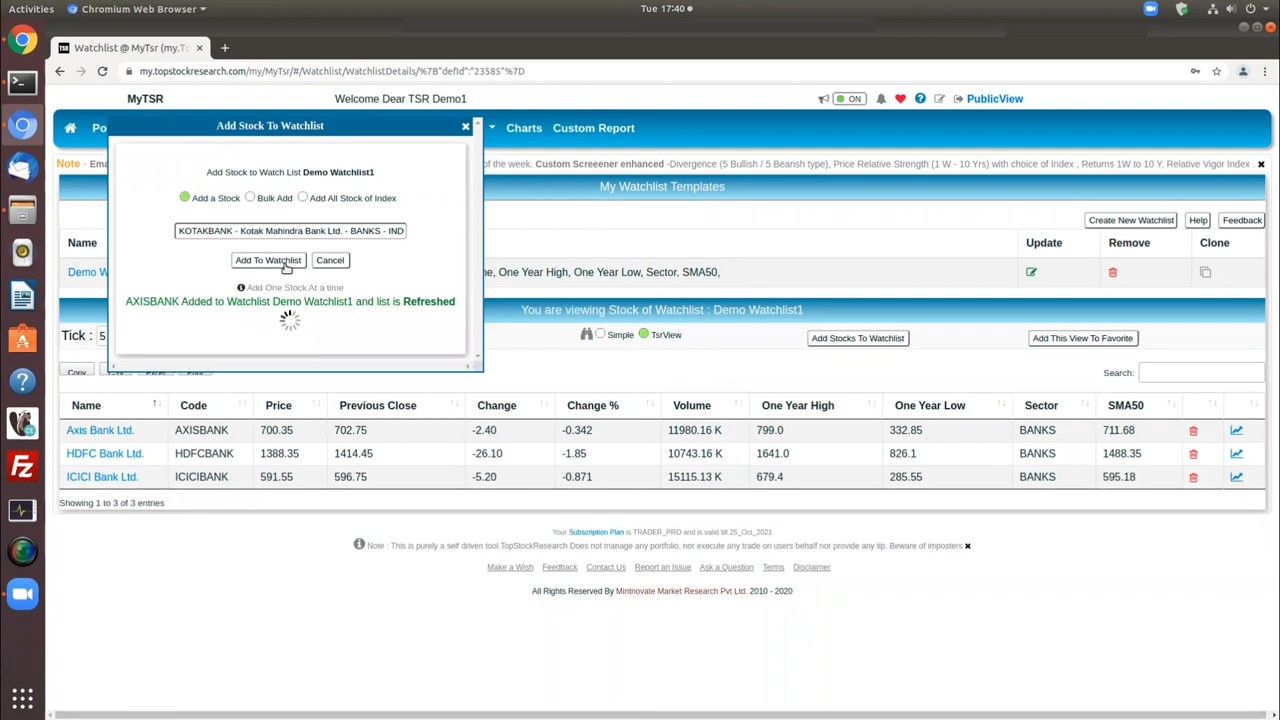 Activities
Chromium Web Browser
Tue 17:40
Watchlist @ MyTsr (my.To
my.topstockresearch.com/my/MyTsr/#/Watchlist/WatchlistDetails/%7B"defId":"23585"%7D
MyTSR
Welcome Dear TSR Demo1
ON
PublicView
Po
Charts
Custom Report
Note - Ema
of the week. Custom Screeener enhanced -Divergence (5 Bullish / 5 Bearish type), Price Relative Strength (1 W - 10 Yrs) with choice of Index , Returns 1W to 10 Y, Relative Vigor Index .
My Watchlist Templates
Create New Watchlist
Help
Feedback
Name
Update
Remove
Clone
Demo W
ne, One Year High, One Year Low, Sector, SMA50,
You are viewing Stock of Watchlist : Demo Watchlist1
Tick : 5
Simple
TsrView
Add Stocks To Watchlist
Add This View To Favorite
Copy
Search:
Add Stock To Watchlist
Add Stock to Watch List Demo Watchlist1
Add a Stock
Bulk Add
Add All Stock of Index
KOTAKBANK - Kotak Mahindra Bank Ltd. - BANKS - IND
Add To Watchlist
Cancel
Add One Stock At a time
AXISBANK Added to Watchlist Demo Watchlist1 and list is Refreshed
Name Code Price Previous Close Change Change % Volume One Year High One Year Low Sector SMA50
Axis Bank Ltd. AXISBANK 700.35 702.75 -2.40 -0.342 11980.16 K 799.0 332.85 BANKS 711.68
HDFC Bank Ltd. HDFCBANK 1388.35 1414.45 -26.10 -1.85 10743.16 K 1641.0 826.1 BANKS 1488.35
ICICI Bank Ltd. ICICIBANK 591.55 596.75 -5.20 -0.871 15115.13 K 679.4 285.55 BANKS 595.18
Showing 1 to 3 of 3 entries
Your Subscription Plan is TRADER_PRO and is valid till 25_Oct_2021
Note : This is purely a self driven tool.TopStockResearch Does not manage any portfolio, nor execute any trade on users behalf nor provide any tip. Beware of imposters
Make a Wish
Feedback
Contact Us
Report an Issue
Ask a Question
Terms
Disclaimer
All Rights Reserved By Mintnovate Market Research Pvt Ltd. 2010 - 2020